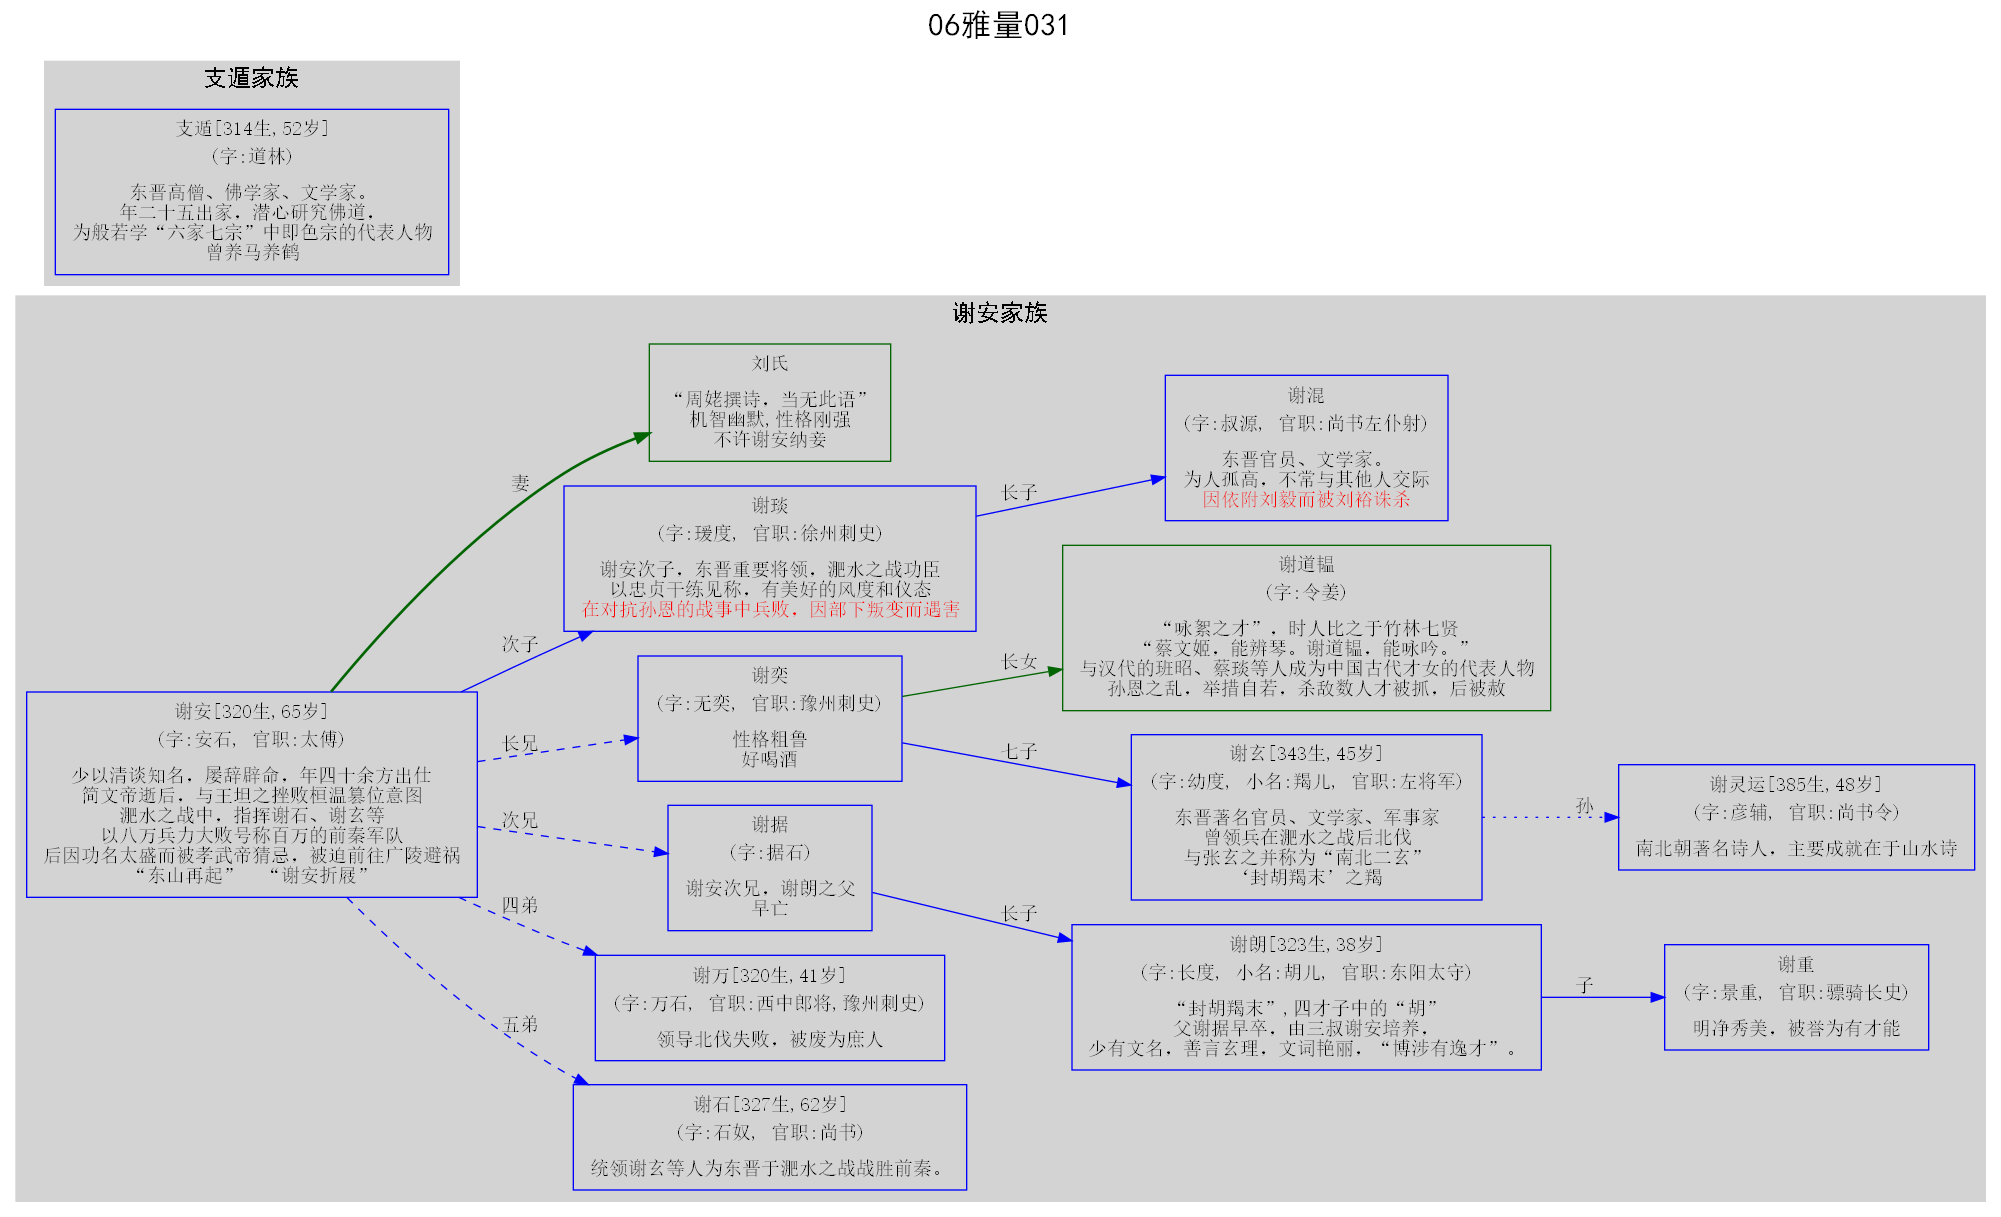 06雅量031
支遁家族
支遁[314生,52岁]
(字:道林)
东晋高僧、佛学家、文学家。
年二十五出家，潜心研究佛道，
为般若学“六家七宗”中即色宗的代表人物
曾养马养鹤
谢安家族
刘氏
“周姥撰诗，当无此语”
机智幽默,性格刚强
不许谢安纳妾
谢混
(字:叔源, 官职:尚书左仆射)
东晋官员、文学家。
为人孤高，不常与其他人交际
因依附刘毅而被刘裕诛杀
妻
长子
谢琰
(字:瑗度, 官职:徐州刺史)
谢安次子，东晋重要将领，淝水之战功臣
以忠贞干练见称，有美好的风度和仪态
在对抗孙恩的战事中兵败，因部下叛变而遇害
谢道韫
(字:令姜)
“咏絮之才”，时人比之于竹林七贤
“蔡文姬，能辨琴。谢道韫，能咏吟。”
与汉代的班昭、蔡琰等人成为中国古代才女的代表人物
孙恩之乱，举措自若，杀敌数人才被抓，后被赦
次子
长女
谢奕
(字:无奕, 官职:豫州刺史)
性格粗鲁
好喝酒
谢安[320生,65岁]
(字:安石, 官职:太傅)
少以清谈知名，屡辞辟命，年四十余方出仕
简文帝逝后，与王坦之挫败桓温篡位意图
淝水之战中，指挥谢石、谢玄等
以八万兵力大败号称百万的前秦军队
后因功名太盛而被孝武帝猜忌，被迫前往广陵避祸
“东山再起”  “谢安折屐”
长兄
七子
谢玄[343生,45岁]
(字:幼度, 小名:羯儿, 官职:左将军)
东晋著名官员、文学家、军事家
曾领兵在淝水之战后北伐
与张玄之并称为“南北二玄”
‘封胡羯末’之羯
孙
谢灵运[385生,48岁]
(字:彦辅, 官职:尚书令)
南北朝著名诗人，主要成就在于山水诗
次兄
谢据
(字:据石)
谢安次兄，谢朗之父
早亡
长子
四弟
谢朗[323生,38岁]
(字:长度, 小名:胡儿, 官职:东阳太守)
“封胡羯末”,四才子中的“胡”
父谢据早卒，由三叔谢安培养，
少有文名，善言玄理，文词艳丽，“博涉有逸才”。
子
谢重
(字:景重, 官职:骠骑长史)
明净秀美，被誉为有才能
谢万[320生,41岁]
(字:万石, 官职:西中郎将,豫州刺史)
领导北伐失败，被废为庶人
五弟
谢石[327生,62岁]
(字:石奴, 官职:尚书)
统领谢玄等人为东晋于淝水之战战胜前秦。